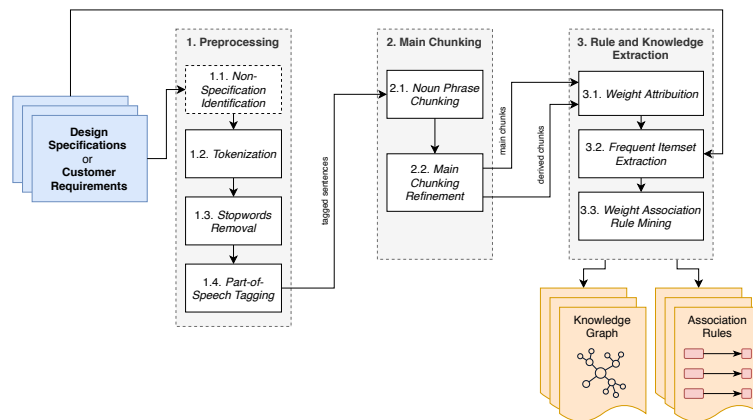 1. Preprocessing
1.1. Non-
Specification
Identification
1.2. Tokenization
1.3. Stopwords
Removal
1.4. Part-of-
Speech Tagging
Design
Specifications
or Customer
Requirements
tagged sentences
2. Main Chunking
2.1. Noun Phrase
Chunking
2.2. Main
Chunking
Refinement
main chunks
derived chunks
3. Rule and Knowledge
Extraction
3.1. Weight Attribuition
3.2. Frequent Itemset
Extraction
3.3. Weight Association
Rule Mining
Knowledge
Graph
Association
Rules